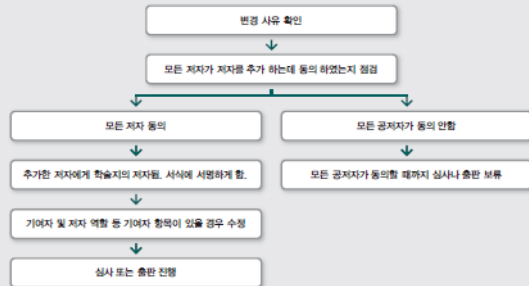 변경 사유 확인
모든 저자가 저자를 추가 하는데 동의 하였는지 점검
모든 저자 동의
모든 공저자가 동의 안함
추가한 저자에게 학술지의 저자됨. 서식에 서명하게 함.
모든 공저자가 동의할 때까지 심사나 출판 보류
기여자 및 저자 역할 등 기여자 항목이 있을 경우 수정
심사 또는 출판 진행